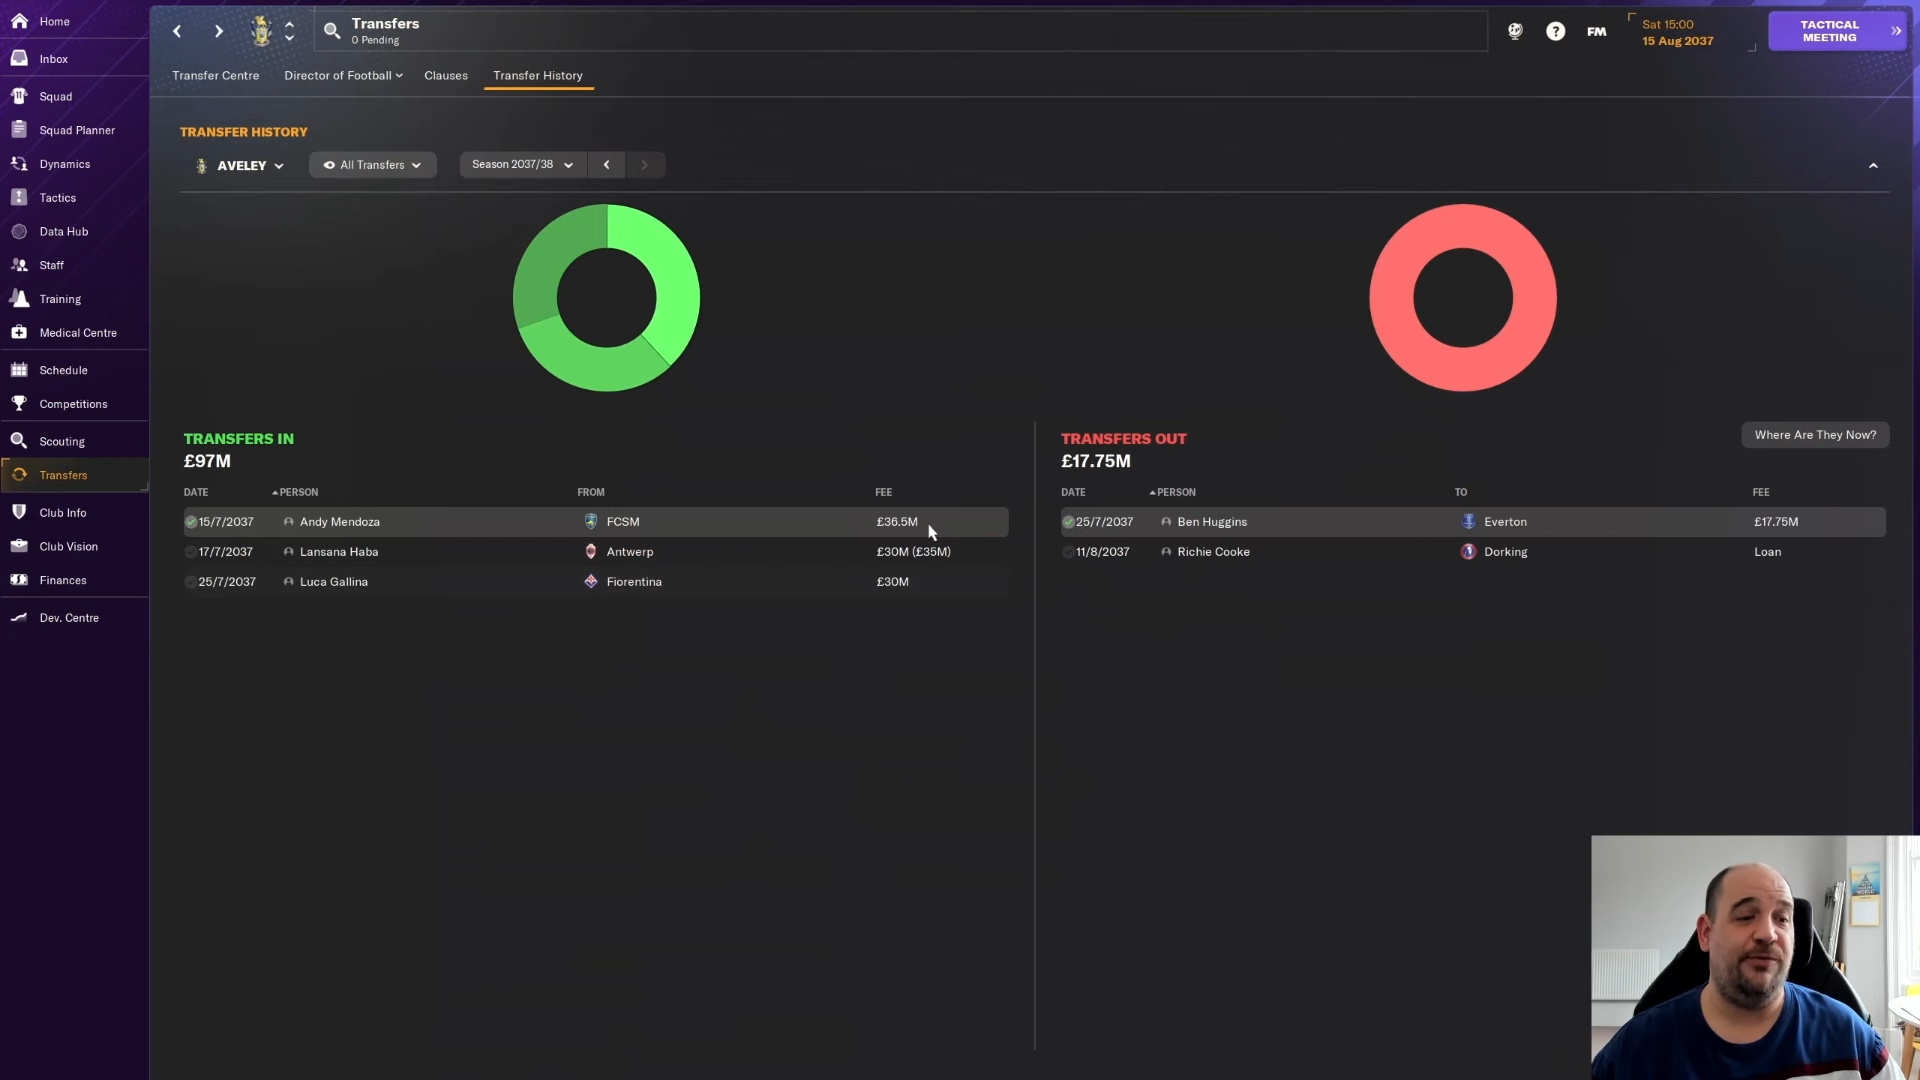 Home
Inbox
Squad
Squad Planner
Dynamics
Tactics
Data Hub
Staff
Training
Medical Centre
Schedule
Competitions
Scouting
Transfers
Club Info
Club Vision
Finances
Dev. Centre
Transfers
0 Pending
FM
Sat 15:00
15 Aug 2037
TACTICAL
MEETING
Transfer Centre
Director of Football
Clauses
Transfer History
TRANSFER HISTORY
AVELEY
All Transfers
Season 2037/38
TRANSFERS IN
£97M
DATE PERSON FROM FEE
15/7/2037 Andy Mendoza FCSM £36.5M
17/7/2037 Lansana Haba Antwerp £30M (£35M)
25/7/2037 Luca Gallina Fiorentina £30M
TRANSFERS OUT
£17.75M
Where Are They Now?
DATE PERSON TO FEE
25/7/2037 Ben Huggins Everton £17.75M
11/8/2037 Richie Cooke Dorking Loan